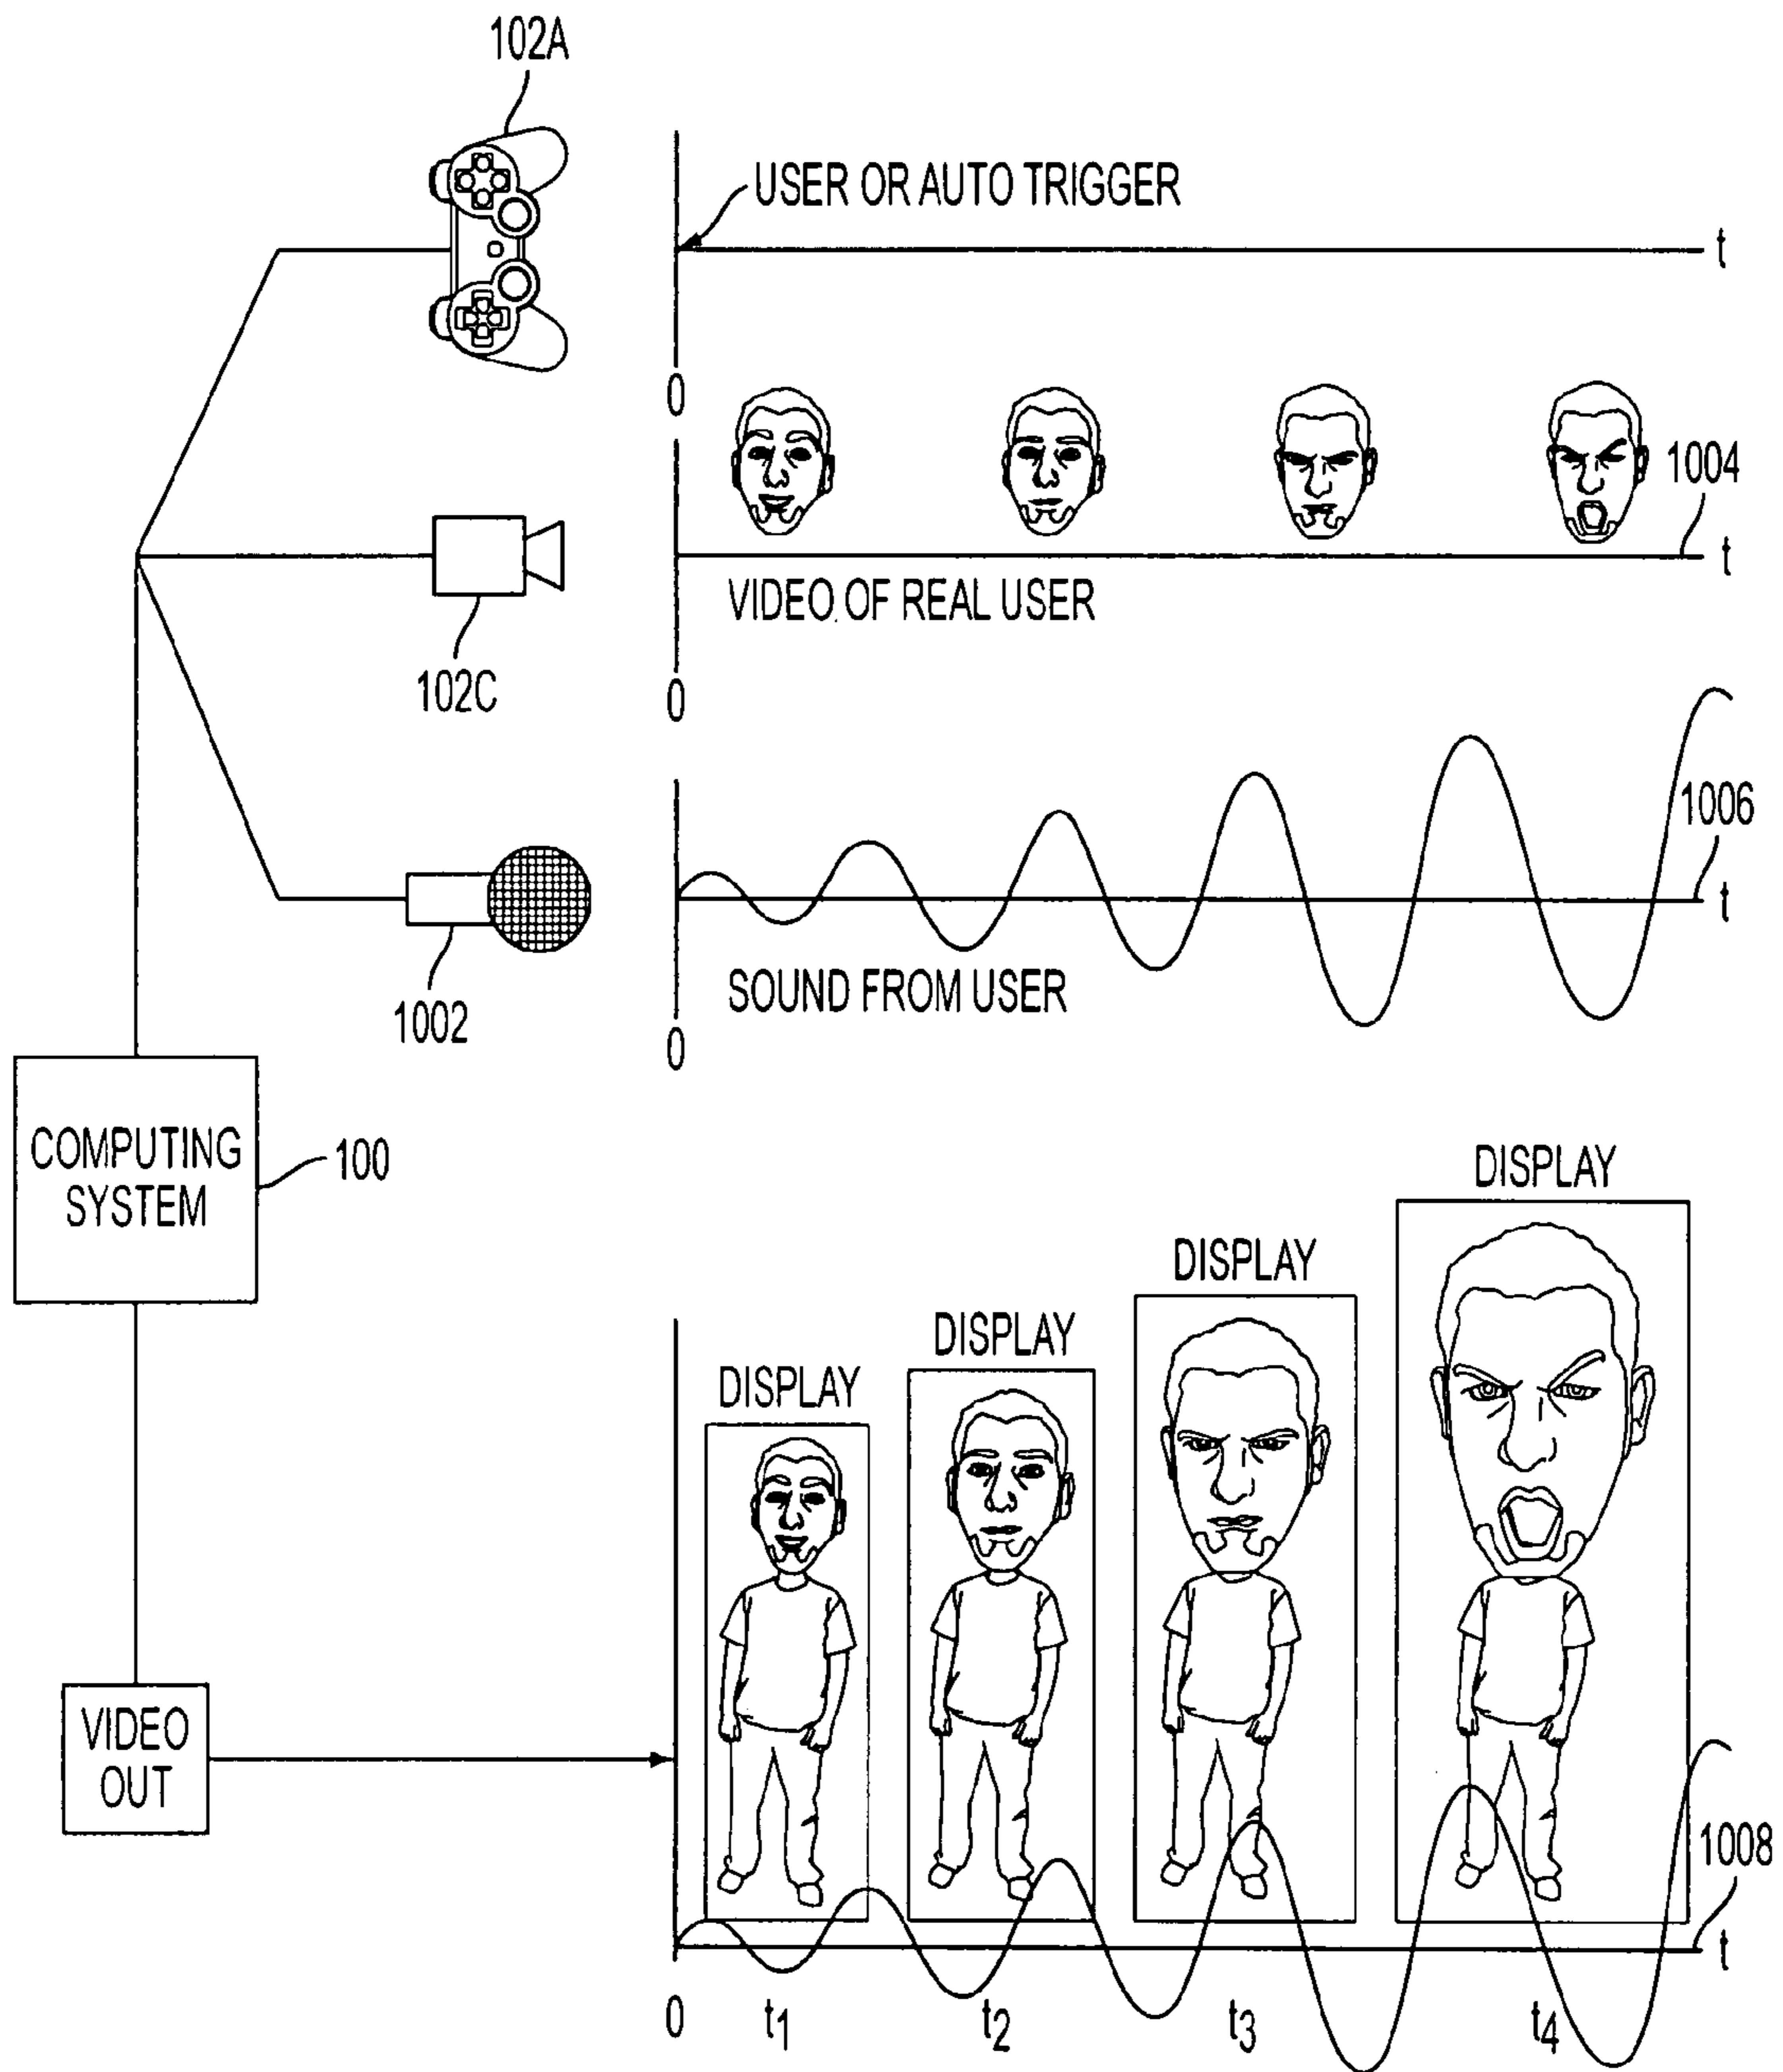 102A
USER OR AUTO TRIGGER
t
0
1004
t
VIDEO OF REAL USER
102C
0
1006
t
1002
SOUND FROM USER
0
COMPUTING
SYSTEM
100
DISPLAY
DISPLAY
DISPLAY
DISPLAY
VIDEO
OUT
1008
t
0
t1
t2
t3
t4